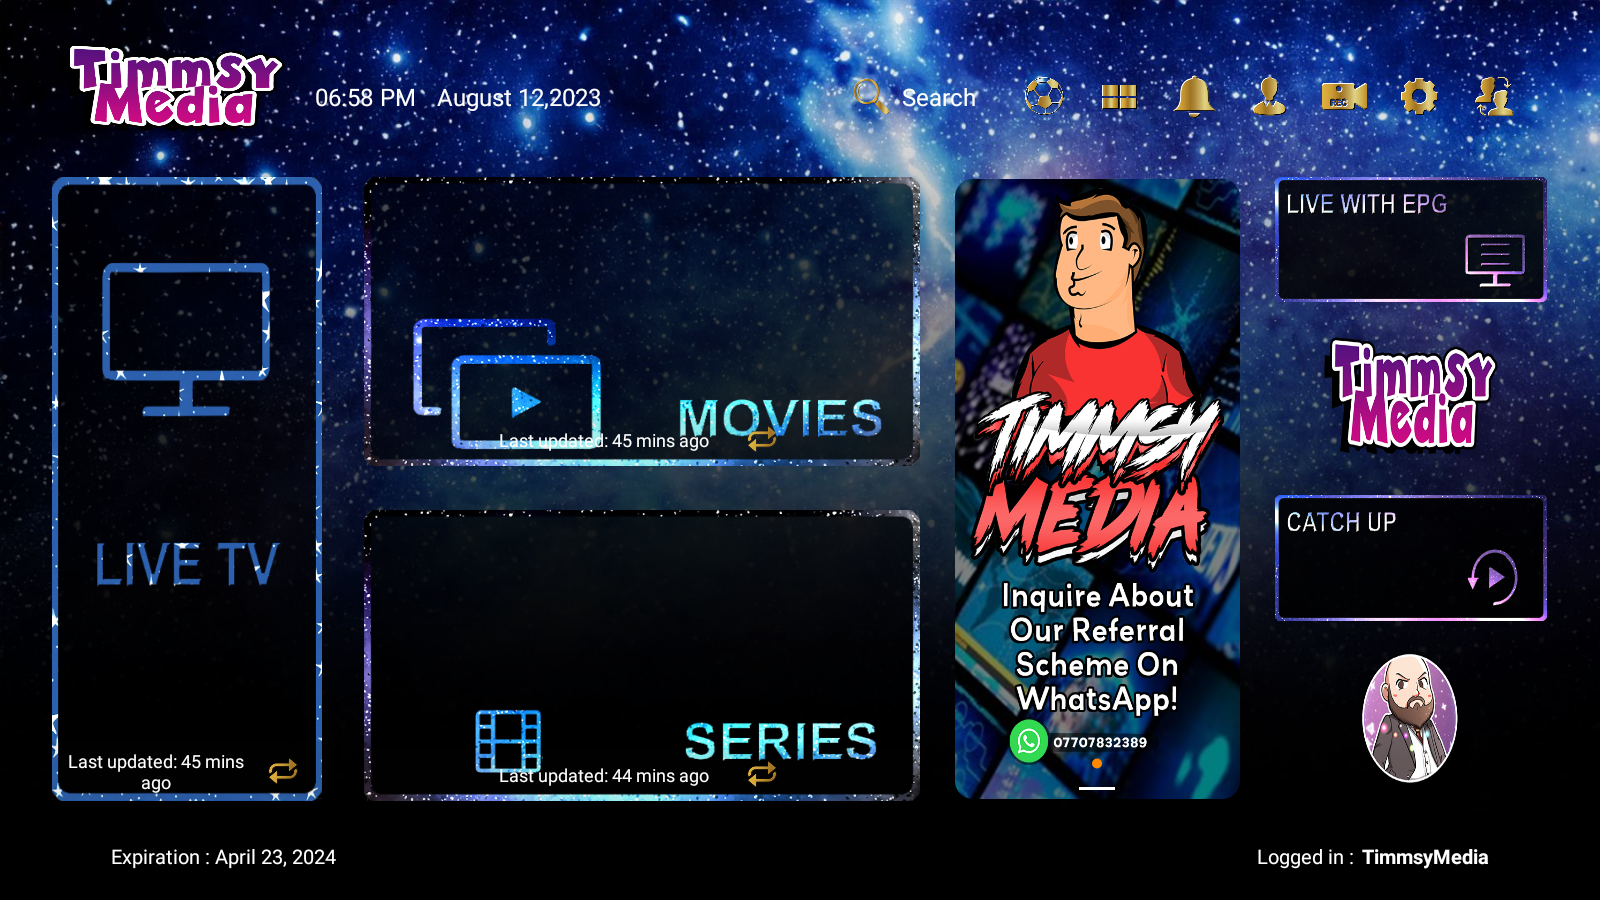 Timmsy
Media
06:58 PM August 12,2023
Search
REC
LIVE TV
Last updated: 45 mins
ago
MOVIES
Last updated: 45 mins ago
SERIES
Last updated: 44 mins ago
TIMMSY
MEDIA
Inquire About
Our Referral
Scheme On
WhatsApp!
07707832389
LIVE WITH EPG
Timmsy
Media
CATCH UP
Expiration : April 23, 2024
Logged in : TimmsyMedia